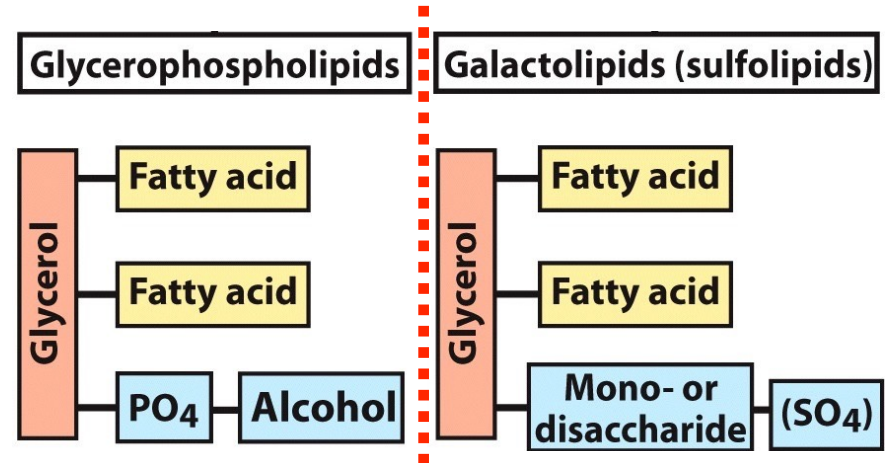 Glycerophospholipids
Glycerol
Fatty acid
Fatty acid
PO4
Alcohol
Galactolipids (sulfolipids)
Glycerol
Fatty acid
Fatty acid
Mono- or
disaccharide
(SO4)